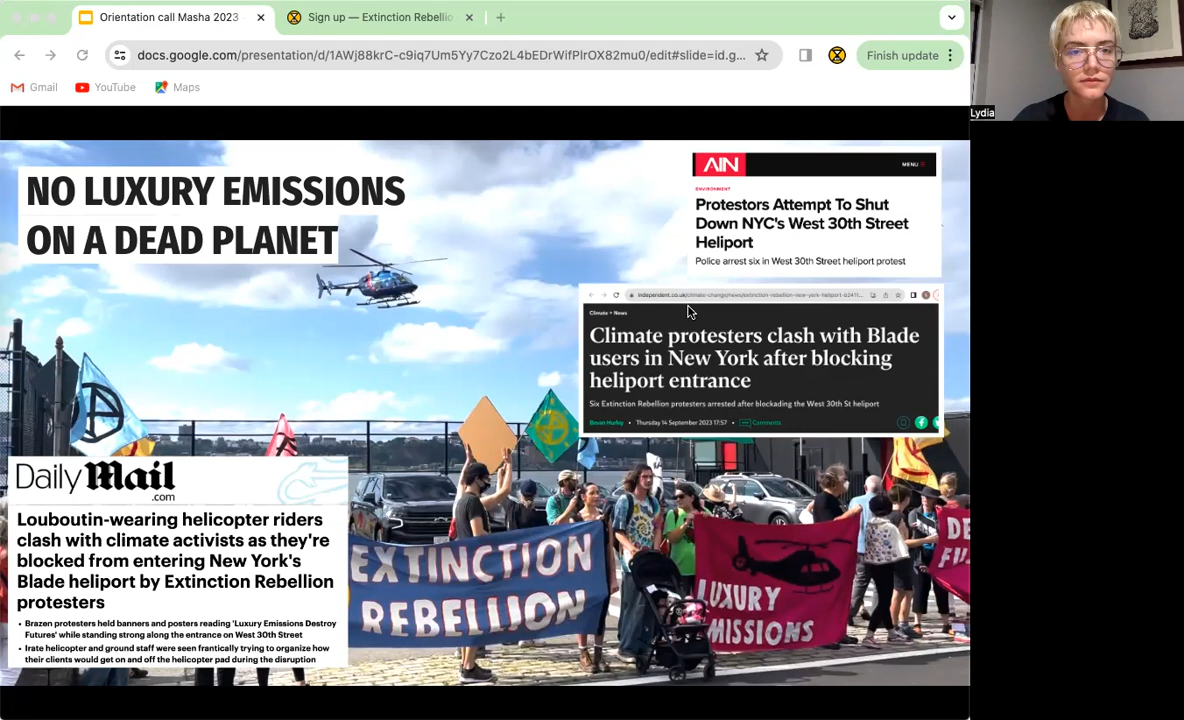 Orientation call Masha 2023
Sign up — Extinction Rebellio
docs.google.com/presentation/d/1AWj88krC-c9iq7Um5Yy7Czo2L4bEDrWifPIrOX82mu0/edit#slide=id.g...
Finish update
Gmail
YouTube
Maps
Lydia
NO LUXURY EMISSIONS
ON A DEAD PLANET
AIN
MENU
ENVIRONMENT
Protestors Attempt To Shut
Down NYC's West 30th Street
Heliport
Police arrest six in West 30th Street heliport protest
Climate • News
Climate protesters clash with Blade
users in New York after blocking
heliport entrance
Six Extinction Rebellion protesters arrested after blockading the West 30th St heliport
Bevan Hurley • Thursday 14 September 2023 17:57 • Comments
Daily Mail
.com
Louboutin-wearing helicopter riders
clash with climate activists as they're
blocked from entering New York's
Blade heliport by Extinction Rebellion
protesters
• Brazen protesters held banners and posters reading 'Luxury Emissions Destroy
Futures' while standing strong along the entrance on West 30th Street
• Irate helicopter and ground staff were seen frantically trying to organize how
their clients would get on and off the helicopter pad during the disruption
EXTINCTION
REBELLION
LUXURY
EMISSIONS
DE
FU